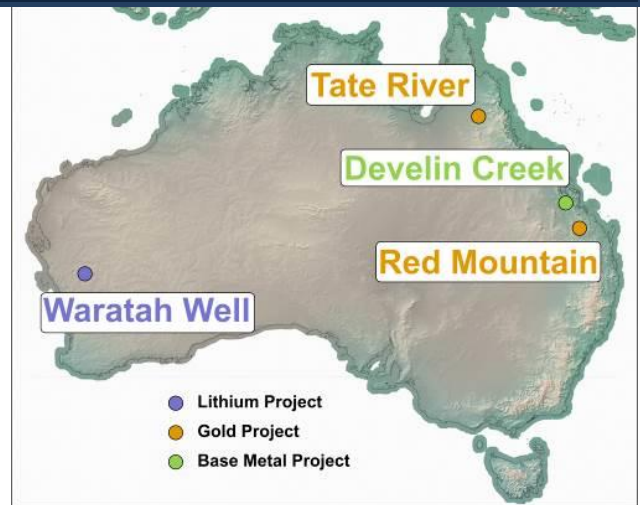 Tate River
Develin Creek
Red Mountain
Waratah Well
Lithium Project
Gold Project
Base Metal Project